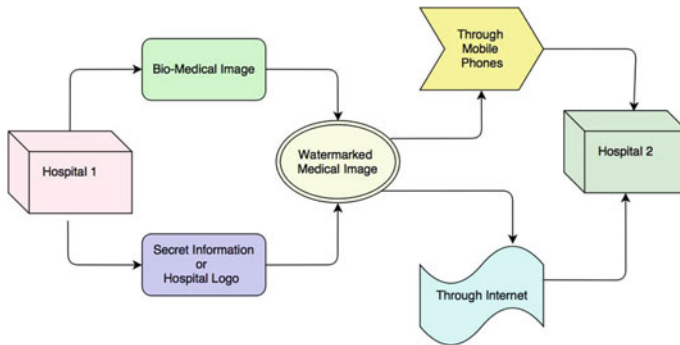 Hospital 1
Bio-Medical Image
Secret Information
or
Hospital Logo
Watermarked
Medical Image
Through
Mobile
Phones
Through Internet
Hospital 2